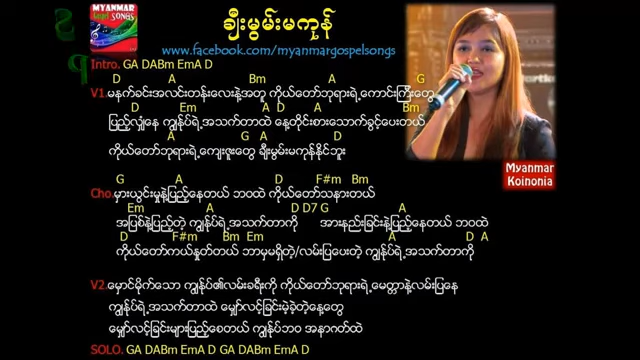 MYANMAR
Gospel SONGS
ချီးမွမ်းမကုန်
www.facebook.com/myanmargospelsongs
Intro. GA DABm EmA D
D A Bm A G
V1.မနက်ခင်းအလင်းတန်းလေးနဲ့အတူ ကိုယ်တော်ဘုရားရဲ့ကောင်းကြီးတွေ
D Em A D A Bm
ပြည့်လျှံနေ ကျွန်ုပ်ရဲ့အသက်တာထဲ နေ့တိုင်းစားသောက်ခွင့်ပေးတယ်
A G A D
ကိုယ်တော်ဘုရားရဲ့ကျေးဇူးတွေ ချီးမွမ်းမကုန်နိုင်ဘူး
Myanmar
Koinonia
G A D F#m Bm
Cho.မှားယွင်းမှုနဲ့ပြည့်နေတယ် ဘဝထဲ ကိုယ်တော်သနားတယ်
Em A D D7 G A
အပြစ်နဲ့ပြည့်တဲ့ ကျွန်ုပ်ရဲ့အသက်တာကို အားနည်းခြင်းနဲ့ပြည့်နေတယ် ဘဝထဲ
D F#m Bm Em A D A
ကိုယ်တော်ကယ်နှုတ်တယ် ဘာမှမရှိတဲ့/လမ်းပြပေးတဲ့ ကျွန်ုပ်ရဲ့အသက်တာကို
V2.မှောင်မိုက်သော ကျွန်ုပ်၏လမ်းခရီးကို ကိုယ်တော်ဘုရားရဲ့မေတ္တာနဲ့လမ်းပြနေ
ကျွန်ုပ်ရဲ့အသက်တာထဲ မျှော်လင့်ခြင်းမဲ့ခဲ့တဲ့နေ့တွေ
မျှော်လင့်ခြင်းများပြည့်စေတယ် ကျွန်ုပ်ဘဝ အနာဂတ်ထဲ
SOLO. GA DABm EmA D GA DABm EmA D